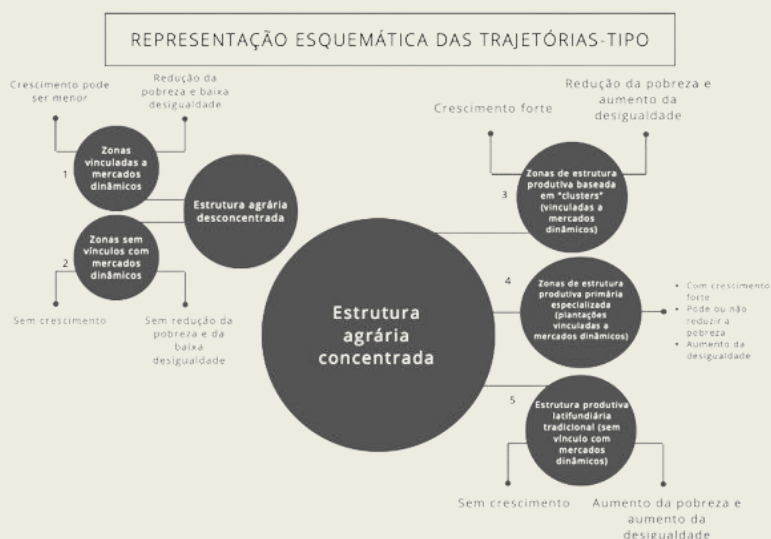 REPRESENTAÇÃO ESQUEMÁTICA DAS TRAJETÓRIAS-TIPO
Crescimento pode
ser menor
Redução da
pobreza e baixa
desigualdade
Zonas
vinculadas a
mercados
dinâmicos
1
Estrutura agrária
desconcentrada
Zonas sem
vínculos com
mercados
dinâmicos
2
Sem crescimento
Sem redução da
pobreza e da
baixa
desigualdade
Estrutura
agrária
concentrada
Crescimento forte
Redução da pobreza e
aumento da
desigualdade
Zonas de estrutura
produtiva baseada
em "clusters"
(vinculadas a
mercados
dinâmicos)
3
4
Zonas de estrutura
produtiva primária
especializada
(plantações
vinculadas a
mercados dinâmicos)
• Com crescimento
forte
• Pode ou não
reduzir a
pobreza
• Aumento da
desigualdade
5
Estrutura produtiva
latifundiária
tradicional (sem
vínculo com
mercados
dinâmicos)
Sem crescimento
Aumento da pobreza e
aumento da
desigualdade